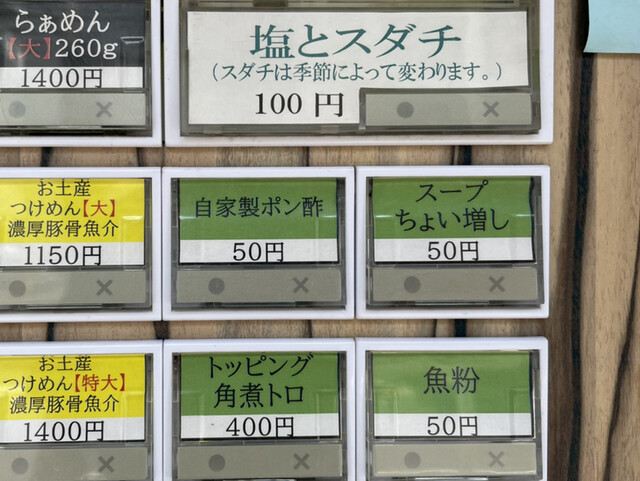 らぁめん
【大】260g
1400円
塩とスダチ
(スダチは季節によって変わります。)
100円
お土産
つけめん【大】
濃厚豚骨魚介
1150円
自家製ポン酢
50円
スープ
ちょい増し
50円
お土産
つけめん【特大】
濃厚豚骨魚介
1400円
トッピング
角煮トロ
400円
魚粉
50円